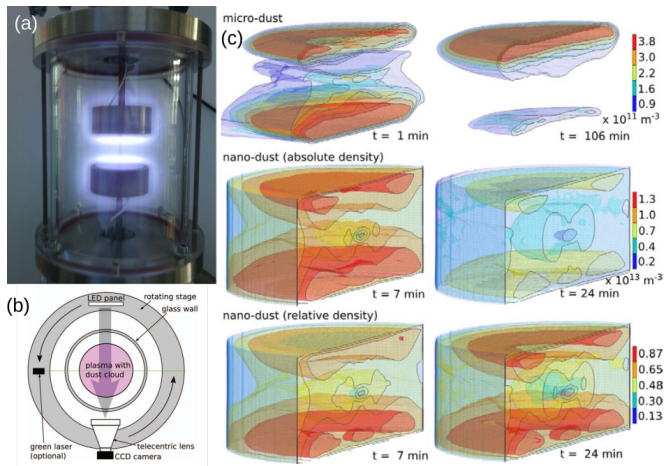 (a)
(b)
LED pane
rotating stage
glass wall
plasma with
dust cloud
green laser
(optional)
telecentric lens
CCD camera
(c)
micro-dust
t = 1 min
t = 106 min
3.8
3.0
2.2
1.6
0.9
x 10¹¹ m⁻³
nano-dust (absolute density)
t = 7 min
t = 24 min
1.3
1.0
0.7
0.4
0.2
x 10¹³ m⁻³
nano-dust (relative density)
t = 7 min
t = 24 min
0.87
0.65
0.48
0.30
0.13